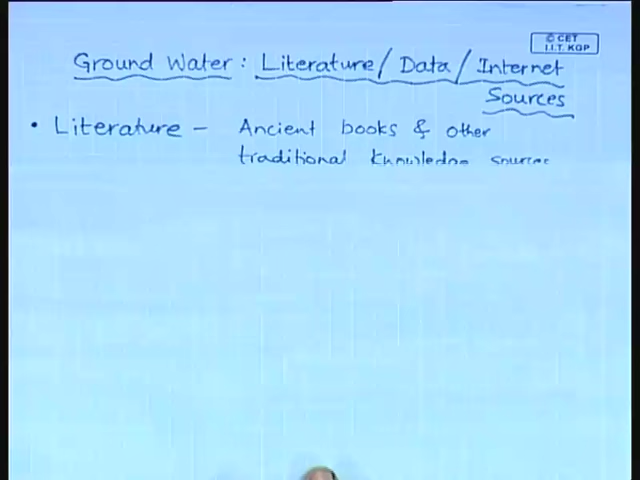 © CET
I.I.T. KGP
Ground Water : Literature / Data / Internet
Sources
• Literature – Ancient books & other
traditional knowledge sources